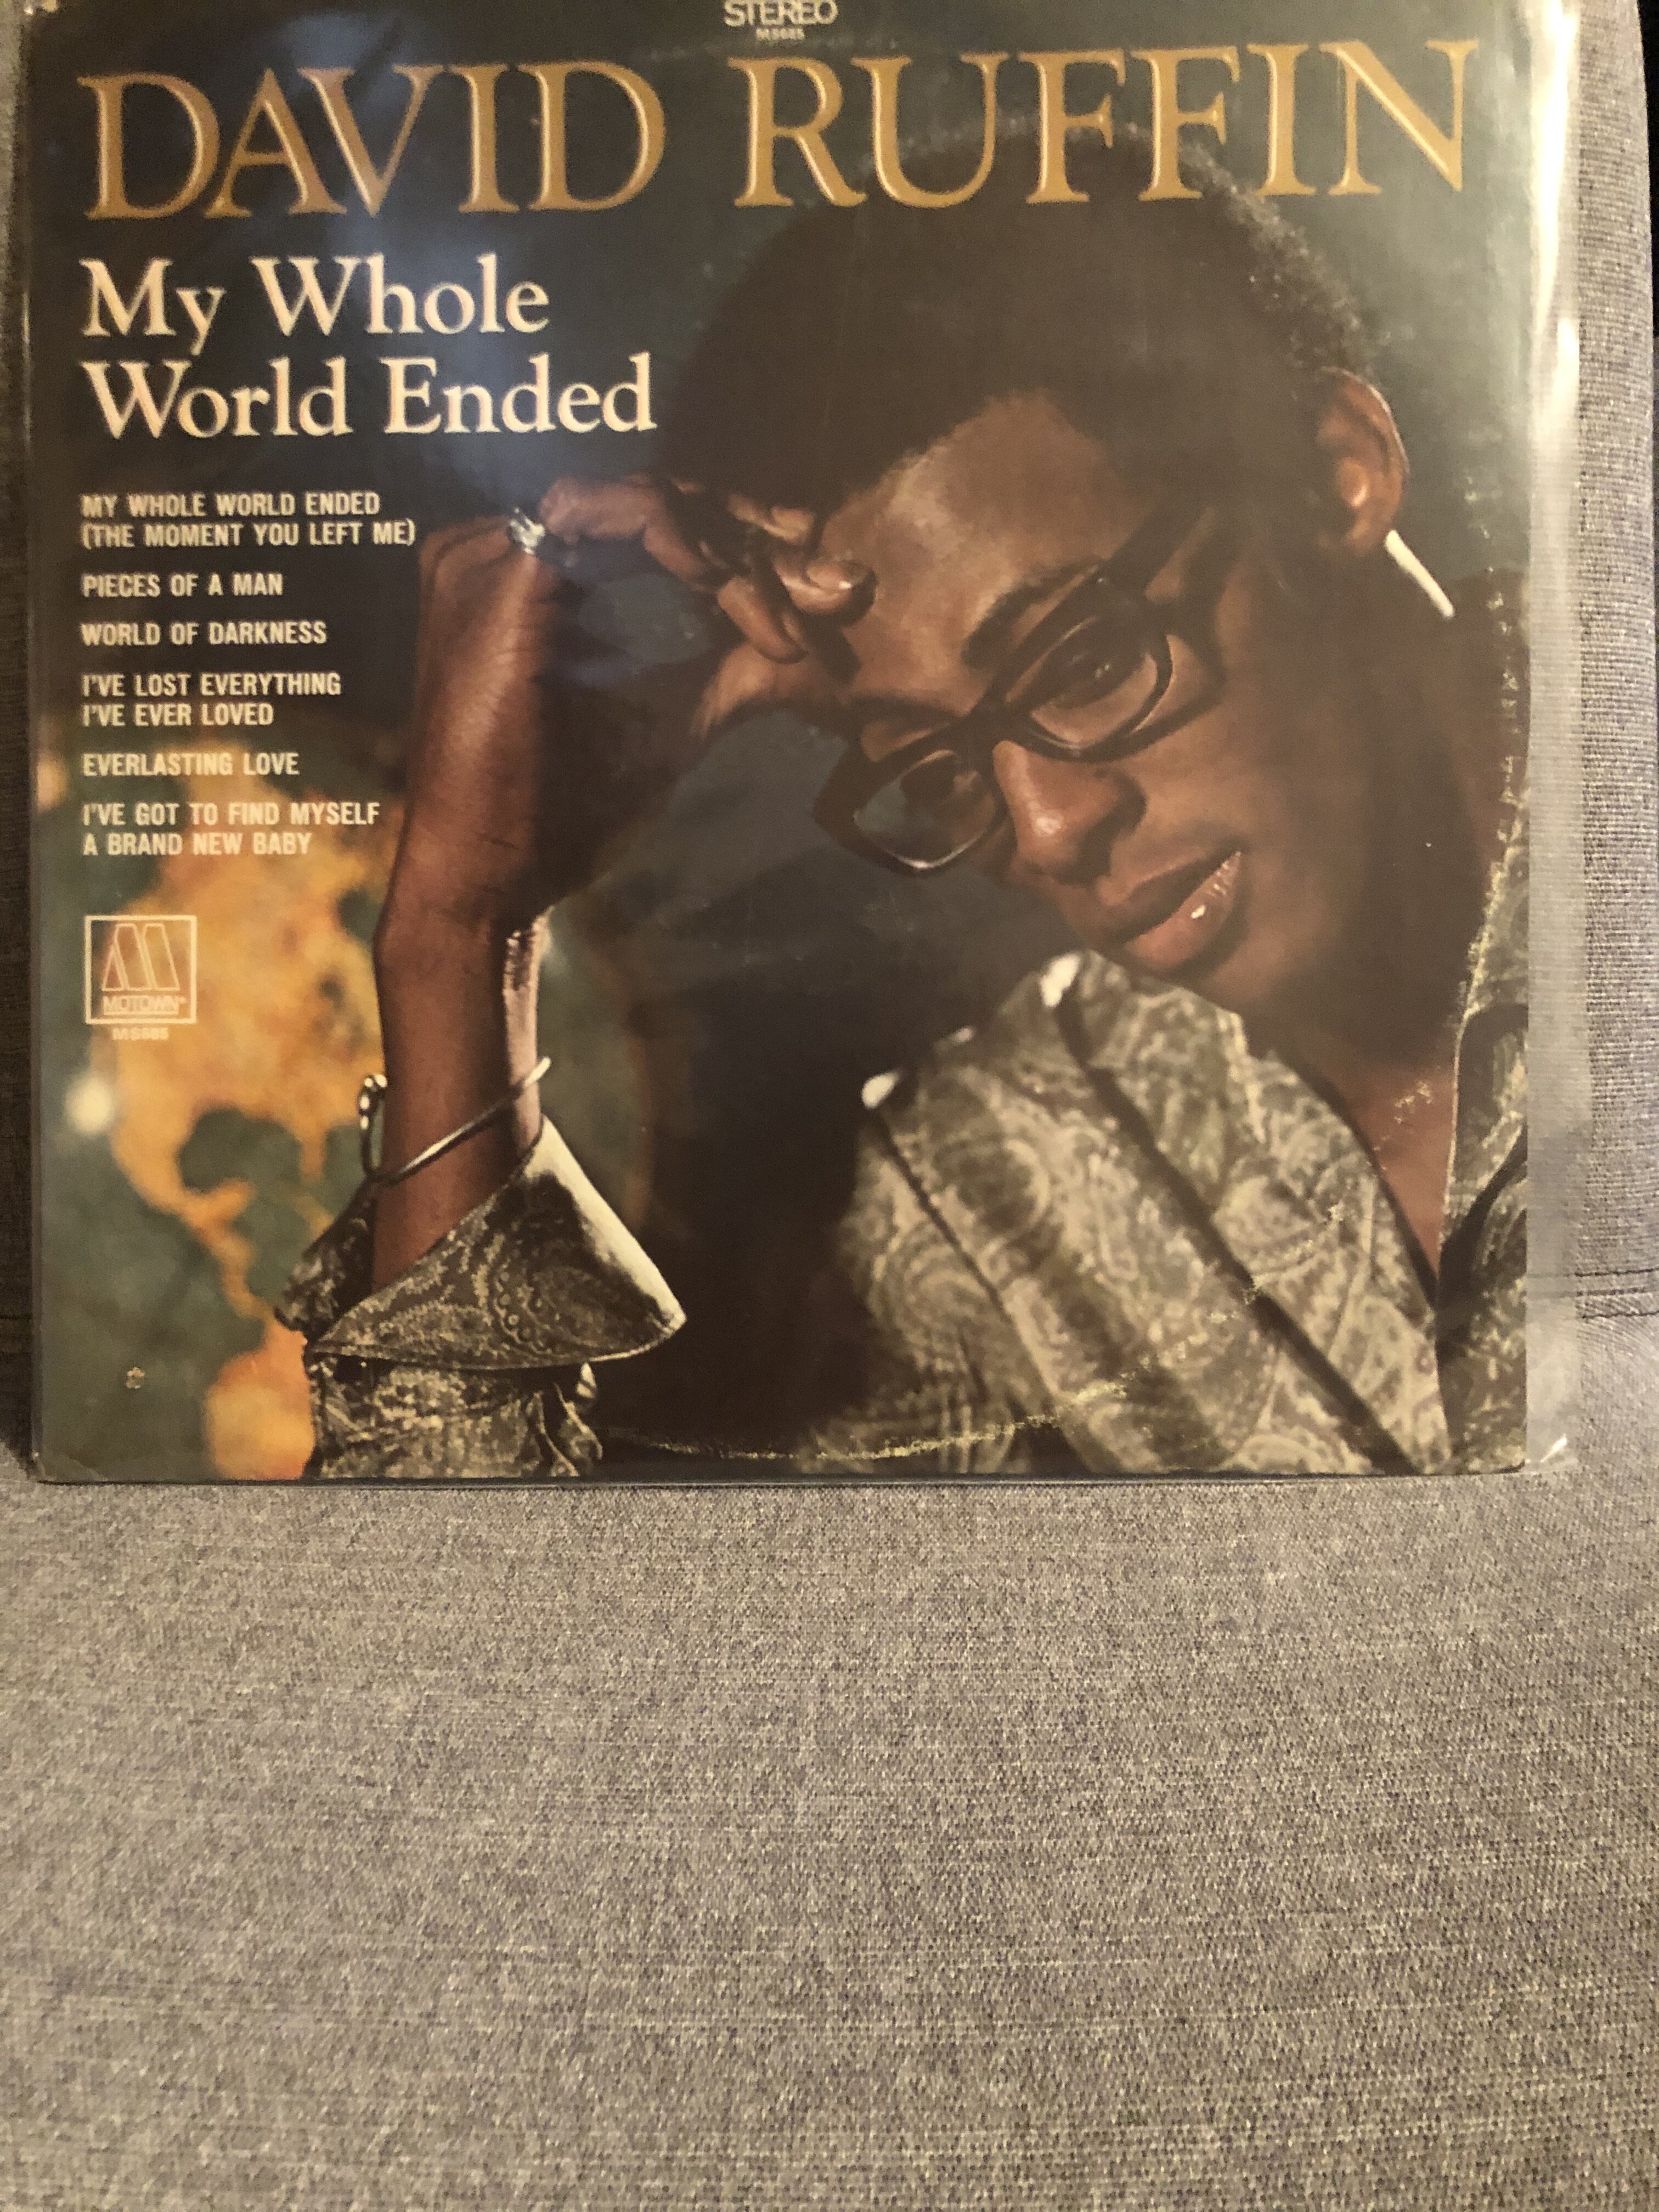 STEREO
MS685
DAVID RUFFIN
My Whole
World Ended
MY WHOLE WORLD ENDED
(THE MOMENT YOU LEFT ME)
PIECES OF A MAN
WORLD OF DARKNESS
I'VE LOST EVERYTHING
I'VE EVER LOVED
EVERLASTING LOVE
I'VE GOT TO FIND MYSELF
A BRAND NEW BABY
MOTOWN®
MS685